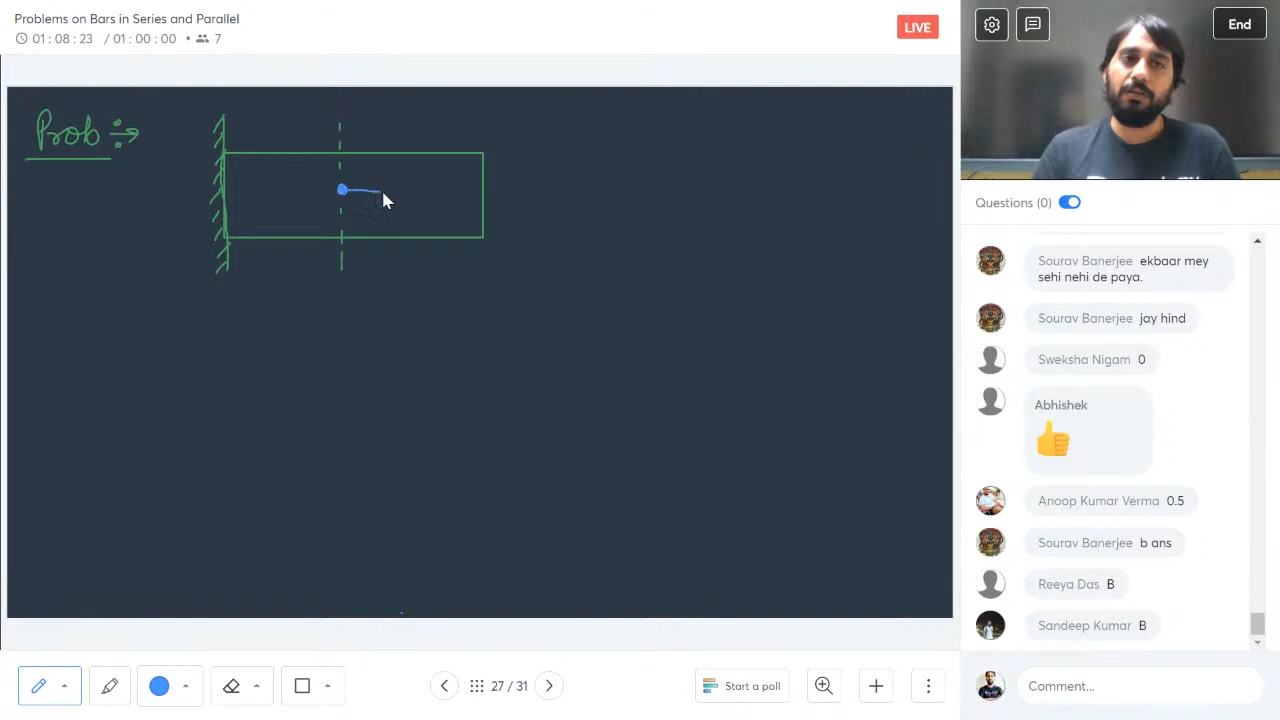 Problems on Bars in Series and Parallel
01 : 08 : 23 / 01 : 00 : 00 • 7
LIVE
End
Prob ÷→
Questions (0)
Sourav Banerjee ekbaar mey
sehi nehi de paya.
Sourav Banerjee jay hind
Sweksha Nigam 0
Abhishek
Anoop Kumar Verma 0.5
Sourav Banerjee b ans
Reeya Das B
Sandeep Kumar B
27 / 31
Start a poll
Comment...